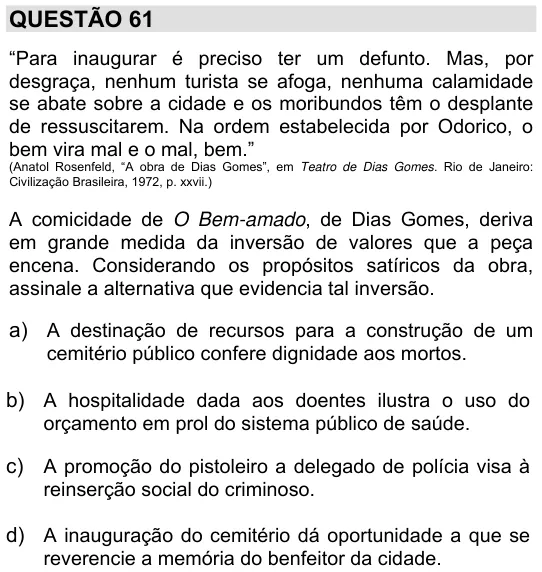 QUESTÃO 61
“Para inaugurar é preciso ter um defunto. Mas, por
desgraça, nenhum turista se afoga, nenhuma calamidade
se abate sobre a cidade e os moribundos têm o desplante
de ressuscitarem. Na ordem estabelecida por Odorico, o
bem vira mal e o mal, bem.”
(Anatol Rosenfeld, “A obra de Dias Gomes”, em Teatro de Dias Gomes. Rio de Janeiro:
Civilização Brasileira, 1972, p. xxvii.)
A comicidade de O Bem-amado, de Dias Gomes, deriva
em grande medida da inversão de valores que a peça
encena. Considerando os propósitos satíricos da obra,
assinale a alternativa que evidencia tal inversão.
a) A destinação de recursos para a construção de um
cemitério público confere dignidade aos mortos.
b) A hospitalidade dada aos doentes ilustra o uso do
orçamento em prol do sistema público de saúde.
c) A promoção do pistoleiro a delegado de polícia visa à
reinserção social do criminoso.
d) A inauguração do cemitério dá oportunidade a que se
reverencie a memória do benfeitor da cidade.